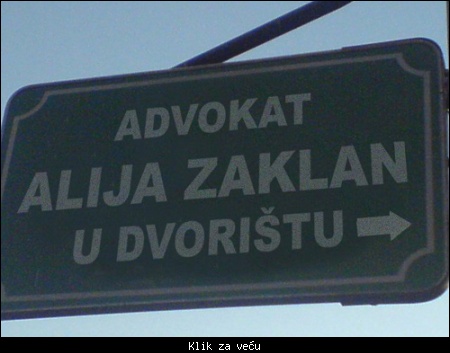 ADVOKAT
ALIJA ZAKLAN
U DVORIŠTU
Klik za veću